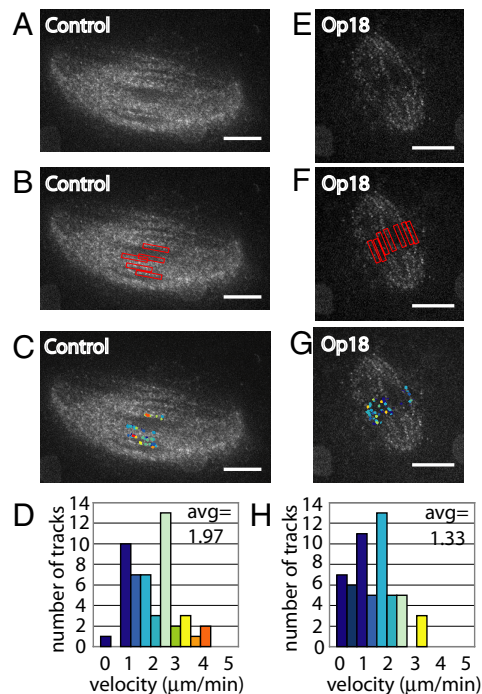 A Control
E Op18
B Control
F Op18
C Control
G Op18
D
number of tracks
14
12
10
8
6
4
2
0
avg=
1.97
0 1 2 3 4 5
velocity (μm/min)
H
number of tracks
14
12
10
8
6
4
2
0
avg=
1.33
0 1 2 3 4 5
velocity (μm/min)